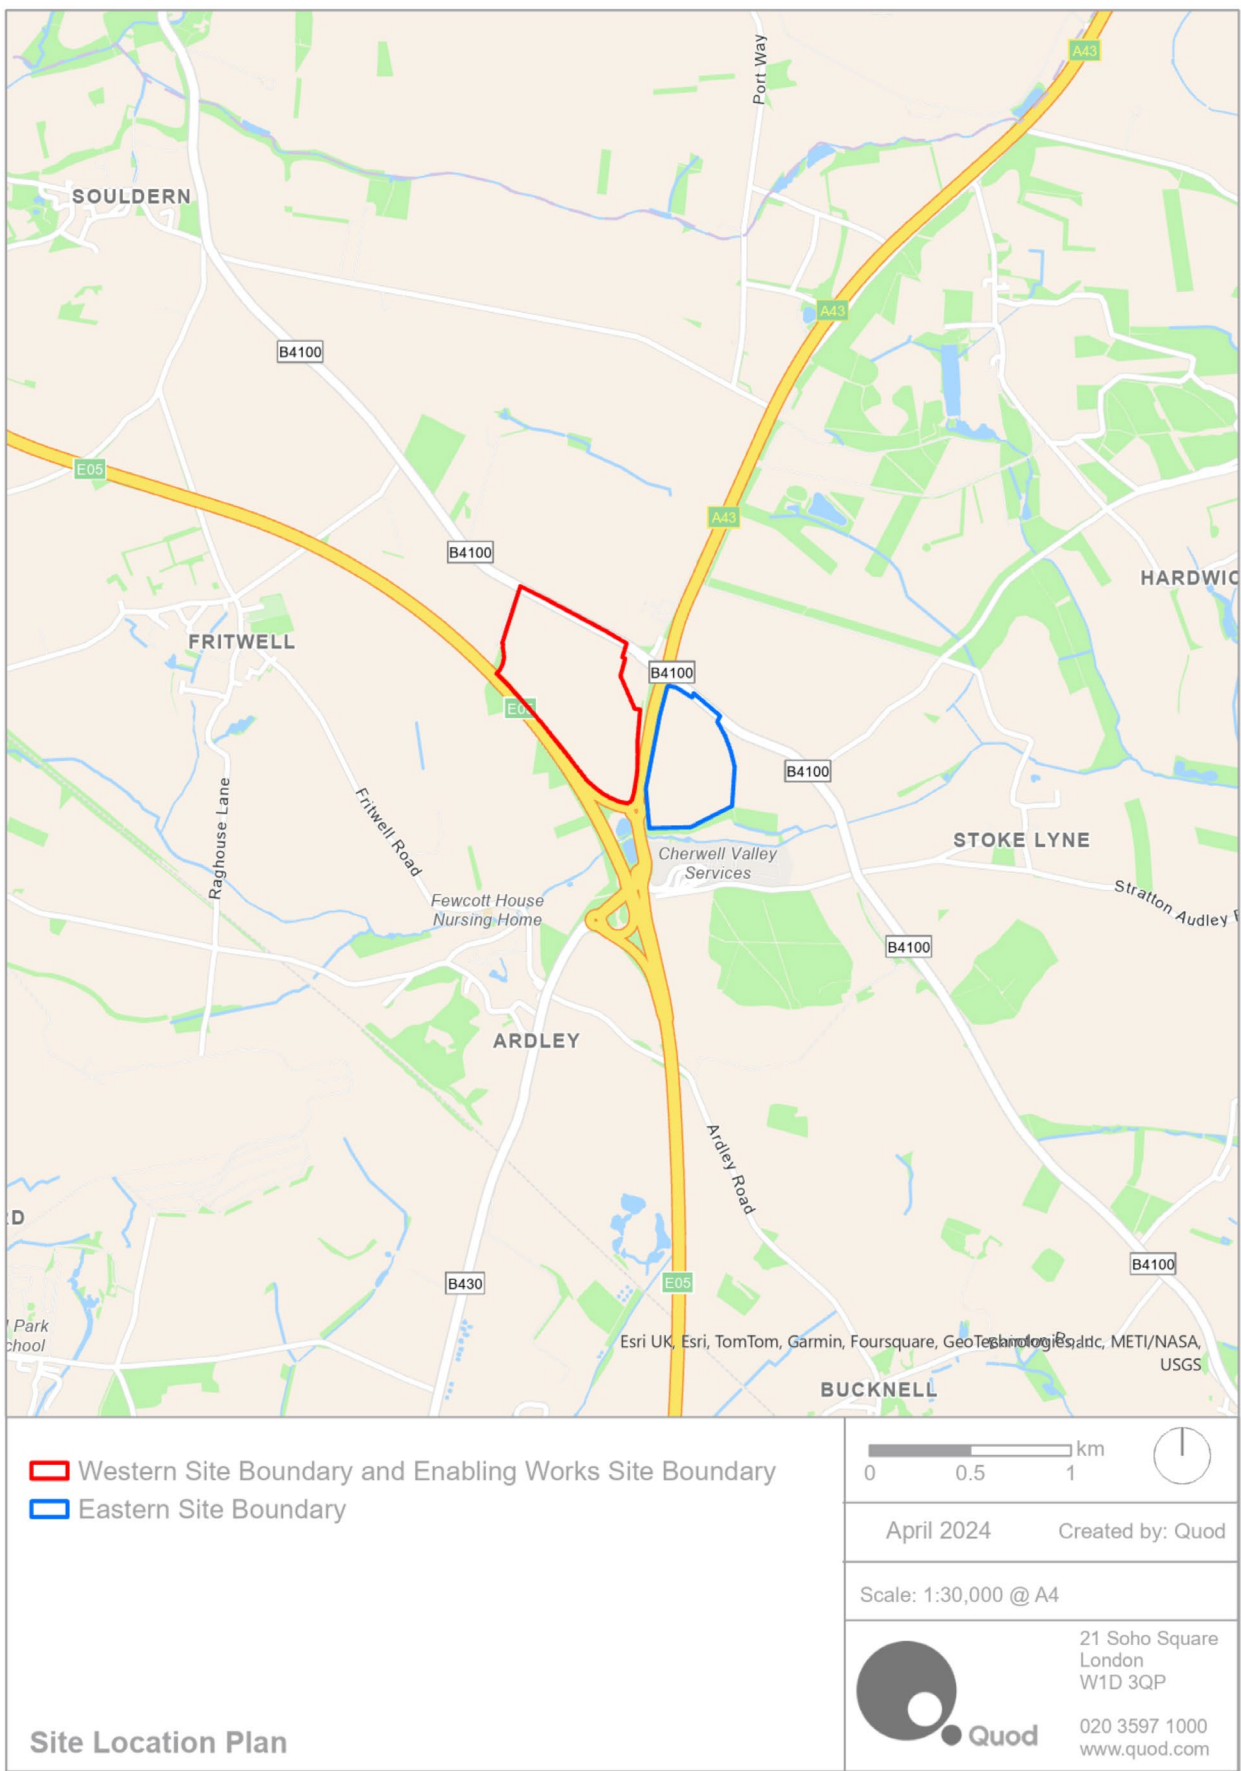 A43
Port Way
SOULDERN
A43
B4100
E05
A43
B4100
HARDWIC
FRITWELL
B4100
E05
B4100
Raghouse Lane
Fritwell Road
STOKE LYNE
Cherwell Valley
Services
Fewcott House
Nursing Home
Stratton Audley
B4100
ARDLEY
Ardley Road
D
B4100
B430
E05
Park
chool
Esri UK, Esri, TomTom, Garmin, Foursquare, GeoTechnologies, Inc, METI/NASA,
USGS
BUCKNELL
Western Site Boundary and Enabling Works Site Boundary
Eastern Site Boundary
km
0 0.5 1
April 2024 Created by: Quod
Scale: 1:30,000 @ A4
21 Soho Square
London
W1D 3QP
Quod
020 3597 1000
www.quod.com
Site Location Plan